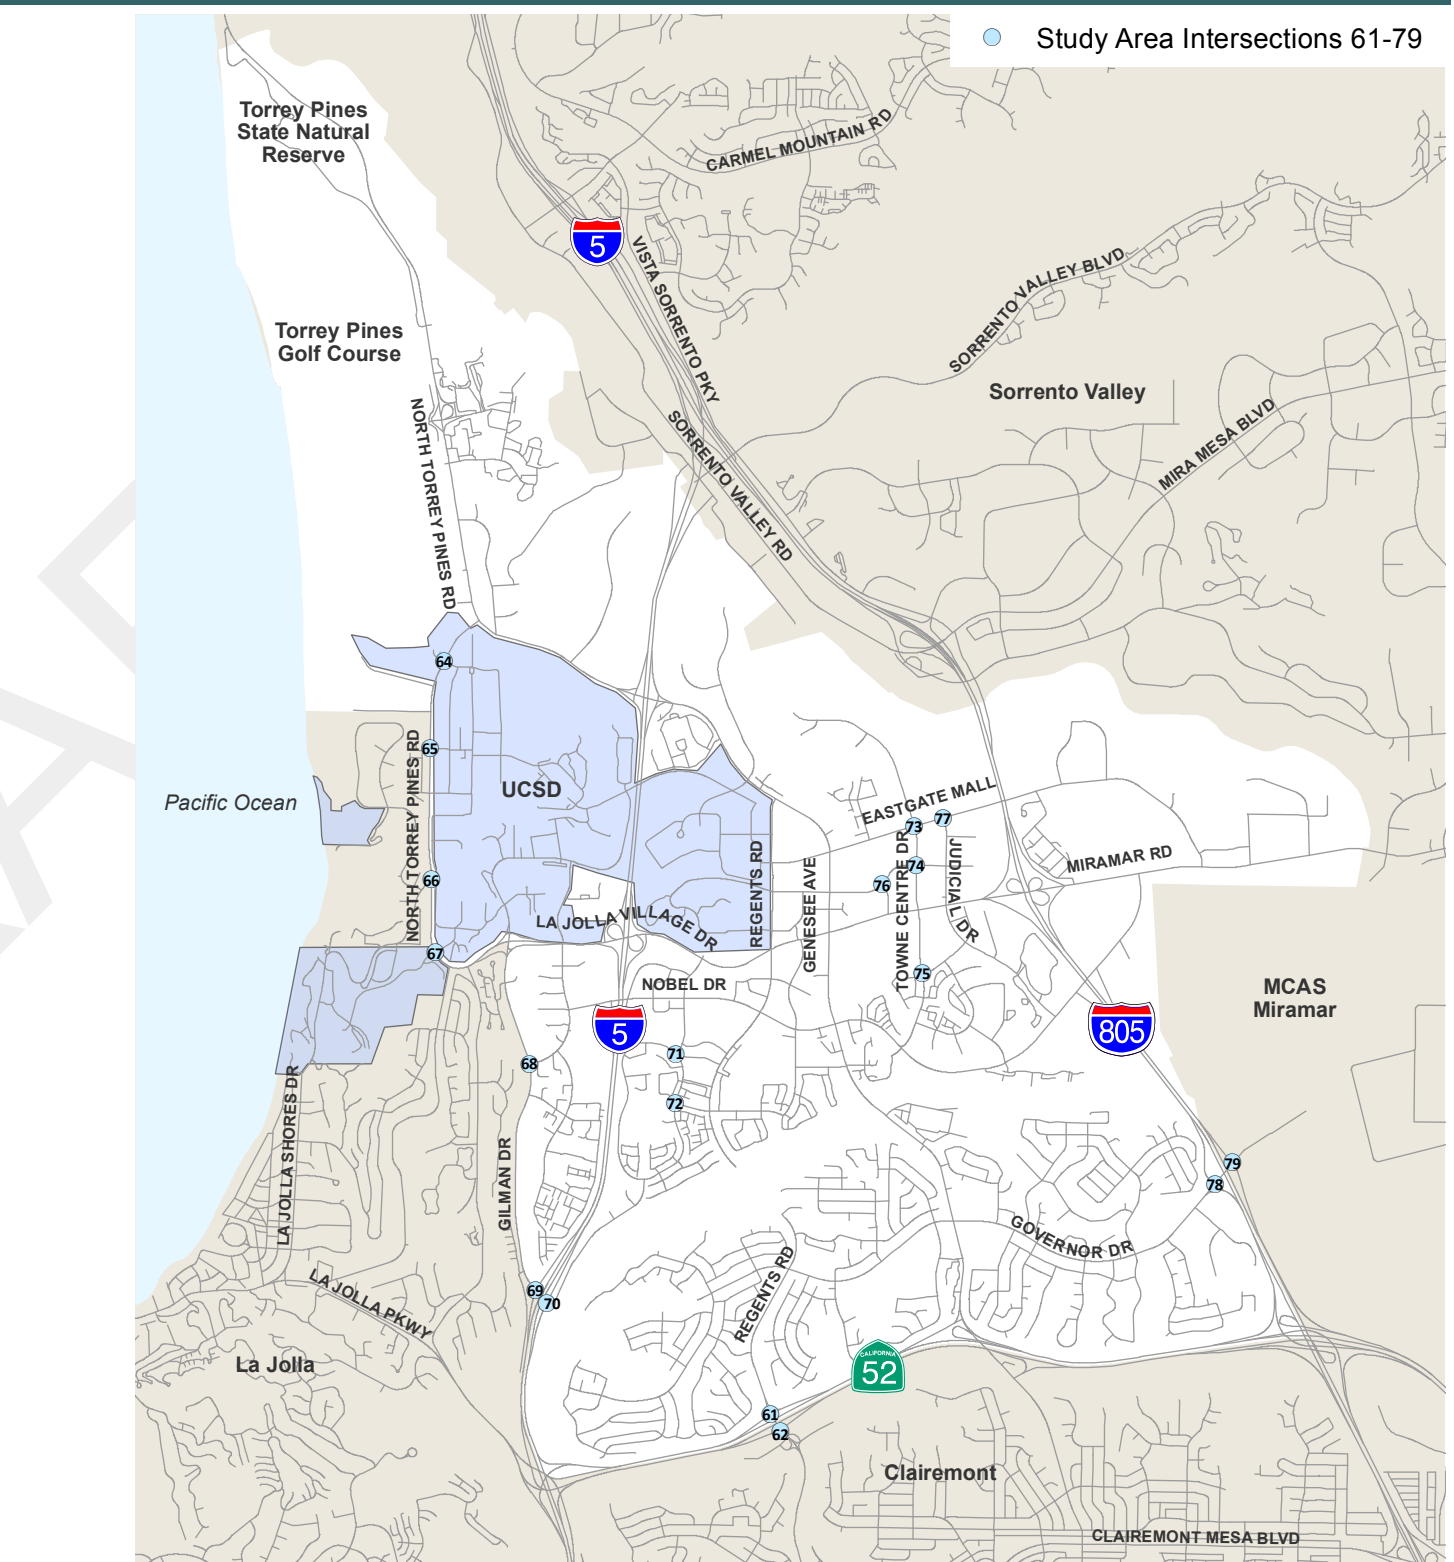 Study Area Intersections 61-79
Torrey Pines
State Natural
Reserve
CARMEL MOUNTAIN RD
5
VISTA SORRENTO PKY
SORRENTO VALLEY BLVD
Torrey Pines
Golf Course
Sorrento Valley
NORTH TORREY PINES RD
MIRA MESA BLVD
SORRENTO VALLEY RD
64
65
NORTH TORREY PINES RD
UCSD
Pacific Ocean
EASTGATE MALL
73
77
TOWNE CENTRE DR
JUDICIAL DR
MIRAMAR RD
REGENTS RD
GENESEE AVE
74
76
66
LA JOLLA VILLAGE DR
67
75
NOBEL DR
MCAS
Miramar
5
805
71
68
72
LA JOLLA SHORES DR
GILMAN DR
79
78
GOVERNOR DR
REGENTS RD
69
70
LA JOLLA PKWY
La Jolla
CALIFORNIA
52
61
62
Clairemont
CLAIREMONT MESA BLVD